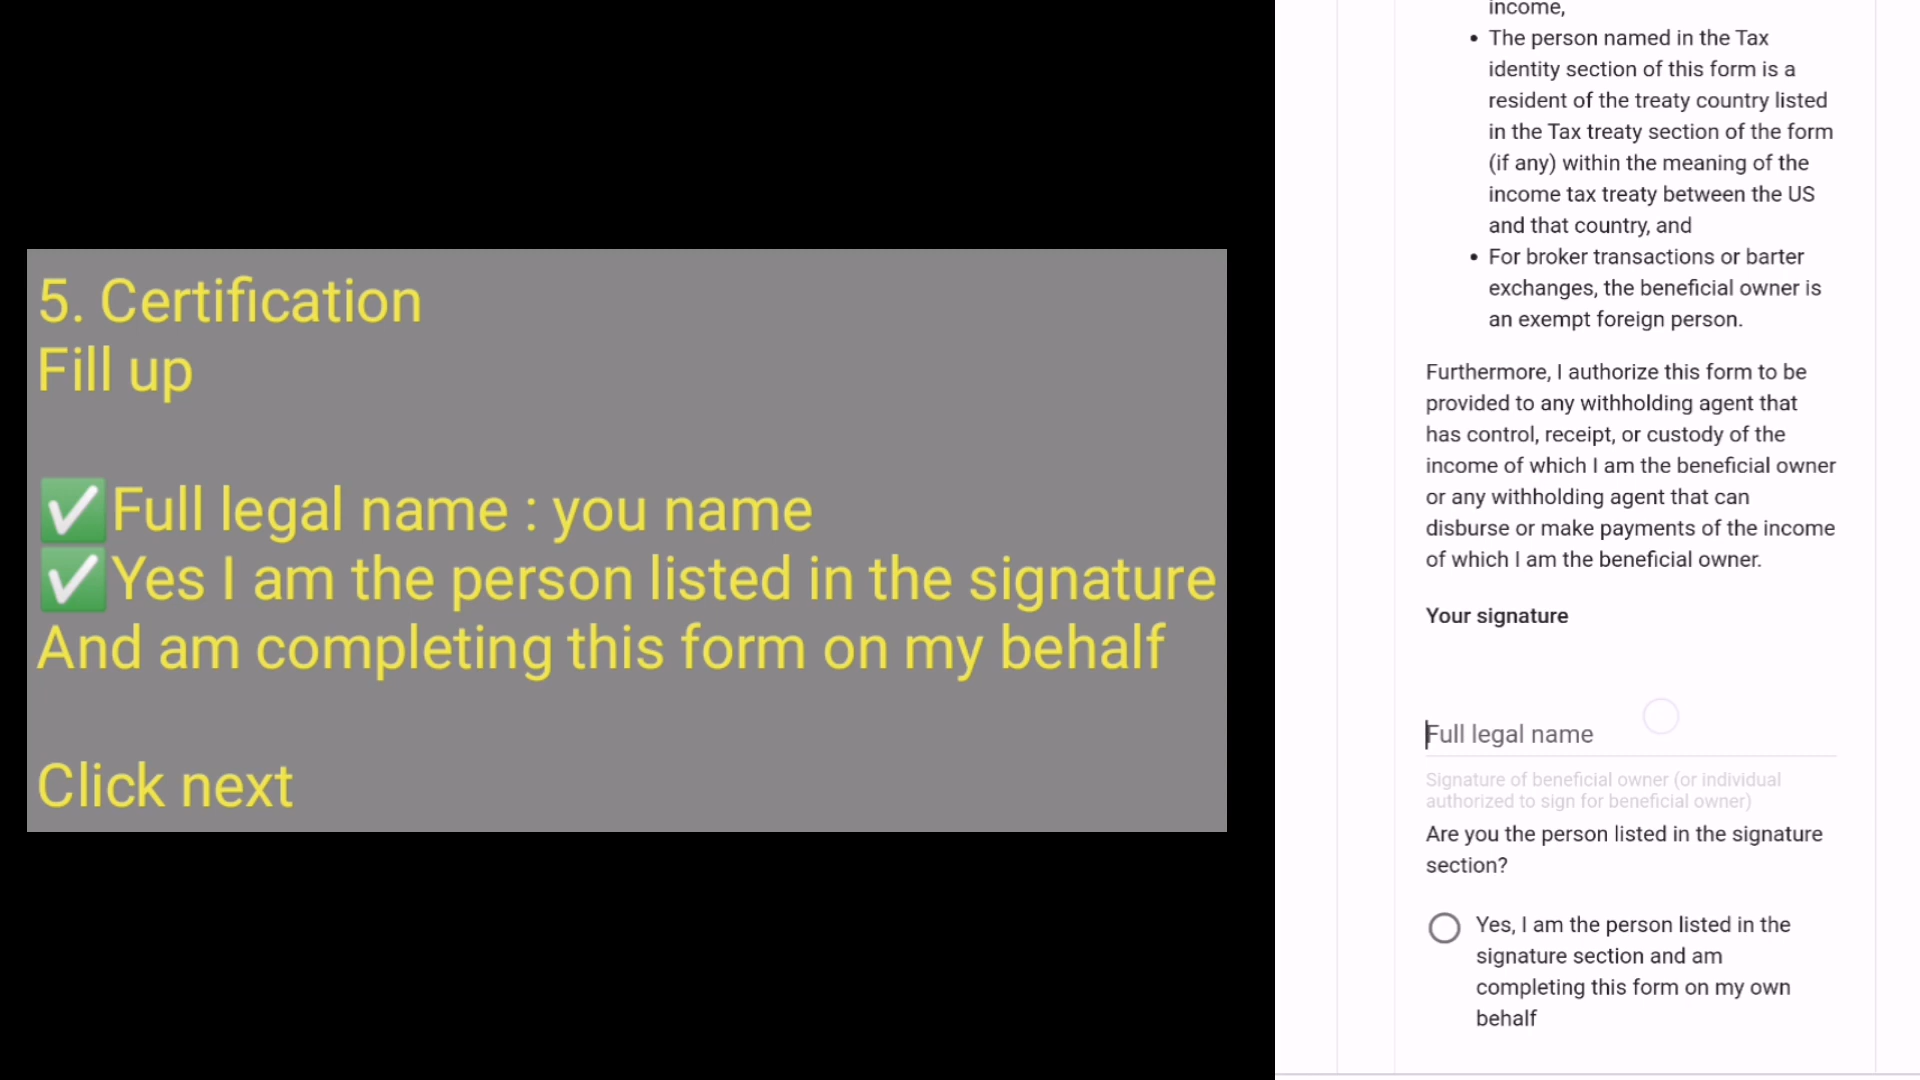 5. Certification
Fill up
✅Full legal name : you name
✅Yes I am the person listed in the signature
And am completing this form on my behalf
Click next
income,
• The person named in the Tax
identity section of this form is a
resident of the treaty country listed
in the Tax treaty section of the form
(if any) within the meaning of the
income tax treaty between the US
and that country, and
• For broker transactions or barter
exchanges, the beneficial owner is
an exempt foreign person.
Furthermore, I authorize this form to be
provided to any withholding agent that
has control, receipt, or custody of the
income of which I am the beneficial owner
or any withholding agent that can
disburse or make payments of the income
of which I am the beneficial owner.
Your signature
Full legal name
Signature of beneficial owner (or individual
authorized to sign for beneficial owner)
Are you the person listed in the signature
section?
Yes, I am the person listed in the
signature section and am
completing this form on my own
behalf